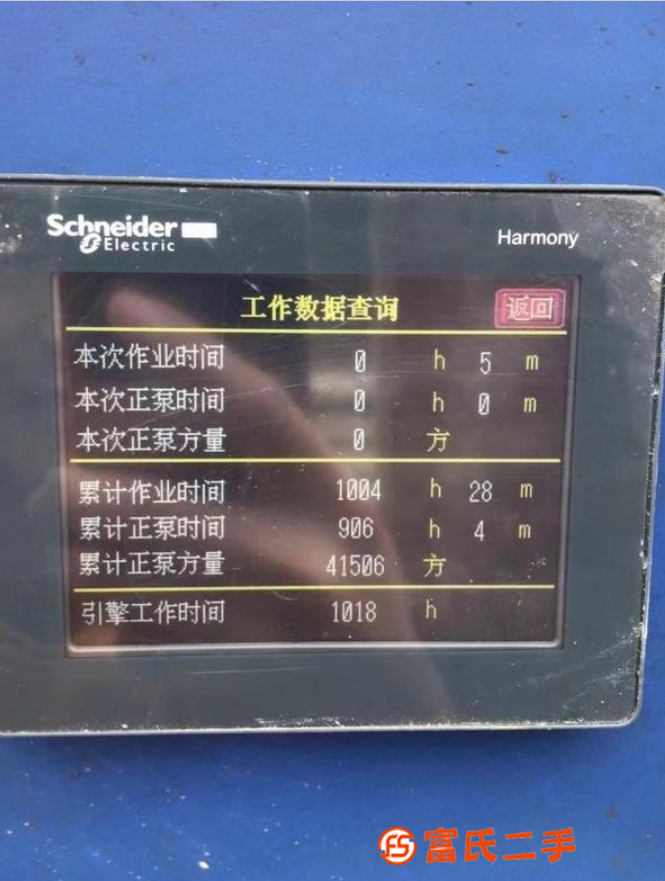 Schneider
Electric
Harmony
工作数据查询 返回
本次作业时间 0 h 5 m
本次正泵时间 0 h 0 m
本次正泵方量 0 方
累计作业时间 1004 h 28 m
累计正泵时间 906 h 4 m
累计正泵方量 41506 方
引擎工作时间 1018 h
FS 富氏二手